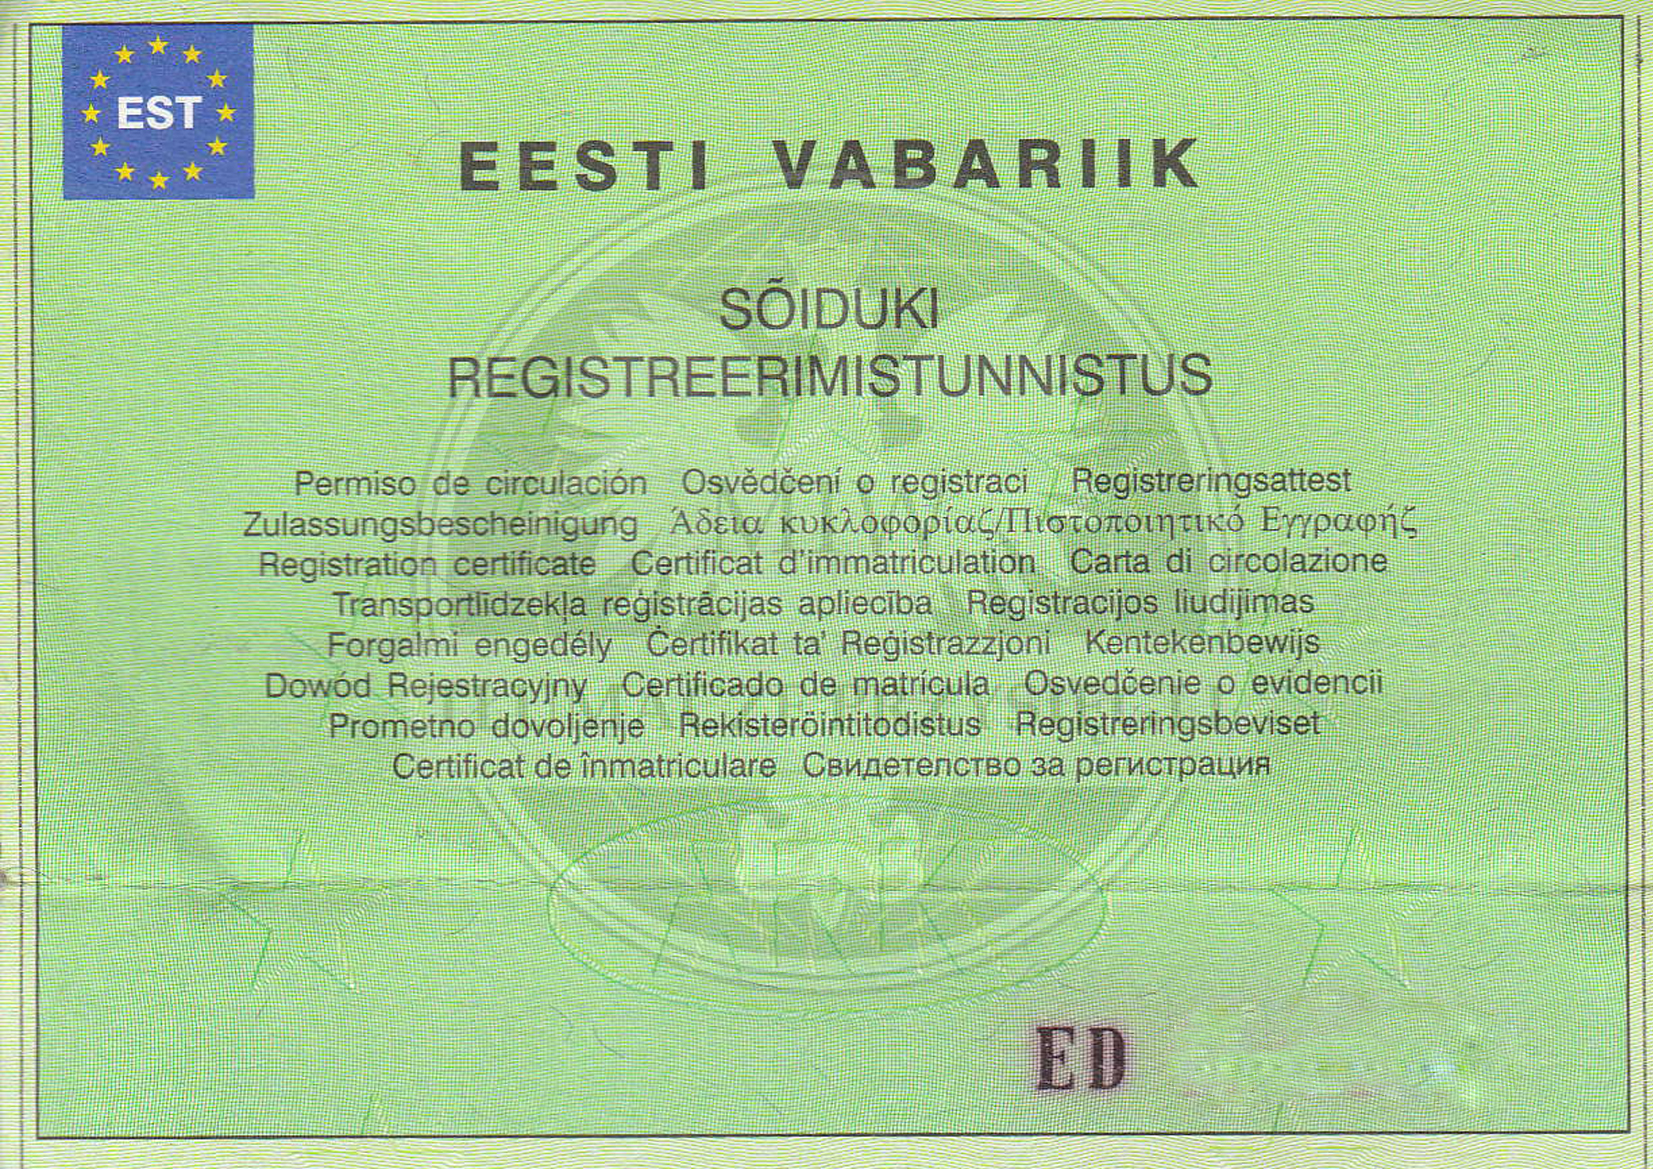 EST
EESTI VABARIIK
SÕIDUKI
REGISTREERIMISTUNNISTUS
Permiso de circulación Osvědčení o registraci Registreringsattest
Zulassungsbescheinigung Άδεια κυκλοφορίας/Πιστοποιητικό Εγγραφής
Registration certificate Certificat d'immatriculation Carta di circolazione
Transportlīdzekļa reģistrācijas apliecība Registracijos liudijimas
Forgalmi engedély Ċertifikat ta' Reġistrazzjoni Kentekenbewijs
Dowód Rejestracyjny Certificado de matrícula Osvedčenie o evidencii
Prometno dovoljenje Rekisteröintitodistus Registreringsbeviset
Certificat de înmatriculare Свидетелство за регистрация
ED